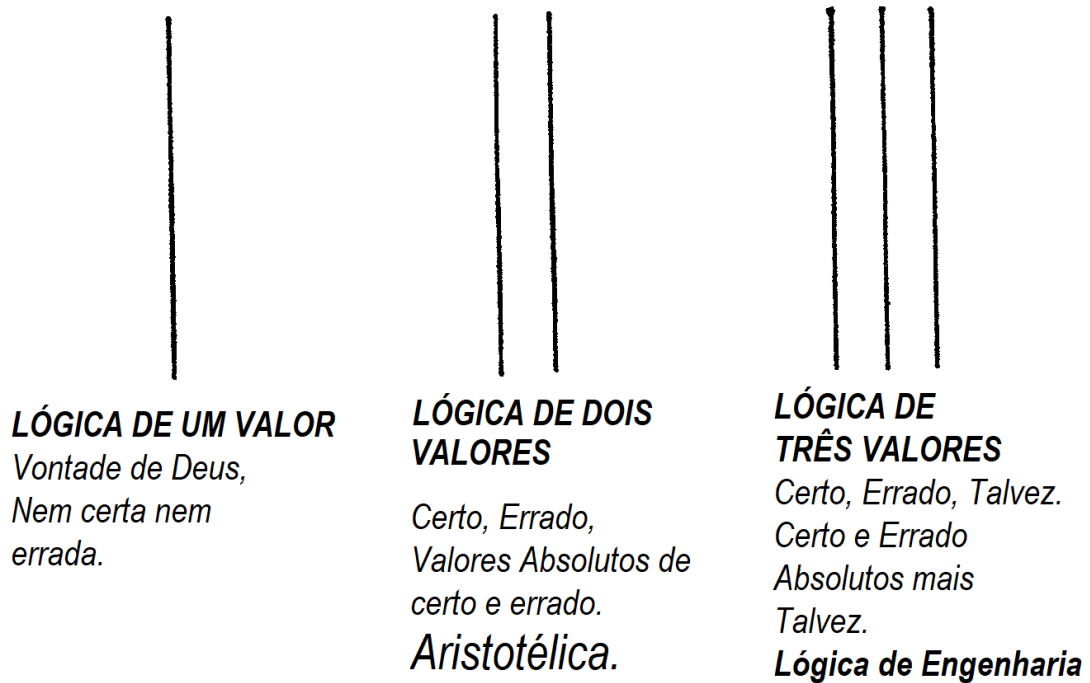 LÓGICA DE UM VALOR
Vontade de Deus,
Nem certa nem
errada.
LÓGICA DE DOIS
VALORES
Certo, Errado,
Valores Absolutos de
certo e errado.
Aristotélica.
LÓGICA DE
TRÊS VALORES
Certo, Errado, Talvez.
Certo e Errado
Absolutos mais
Talvez.
Lógica de Engenharia